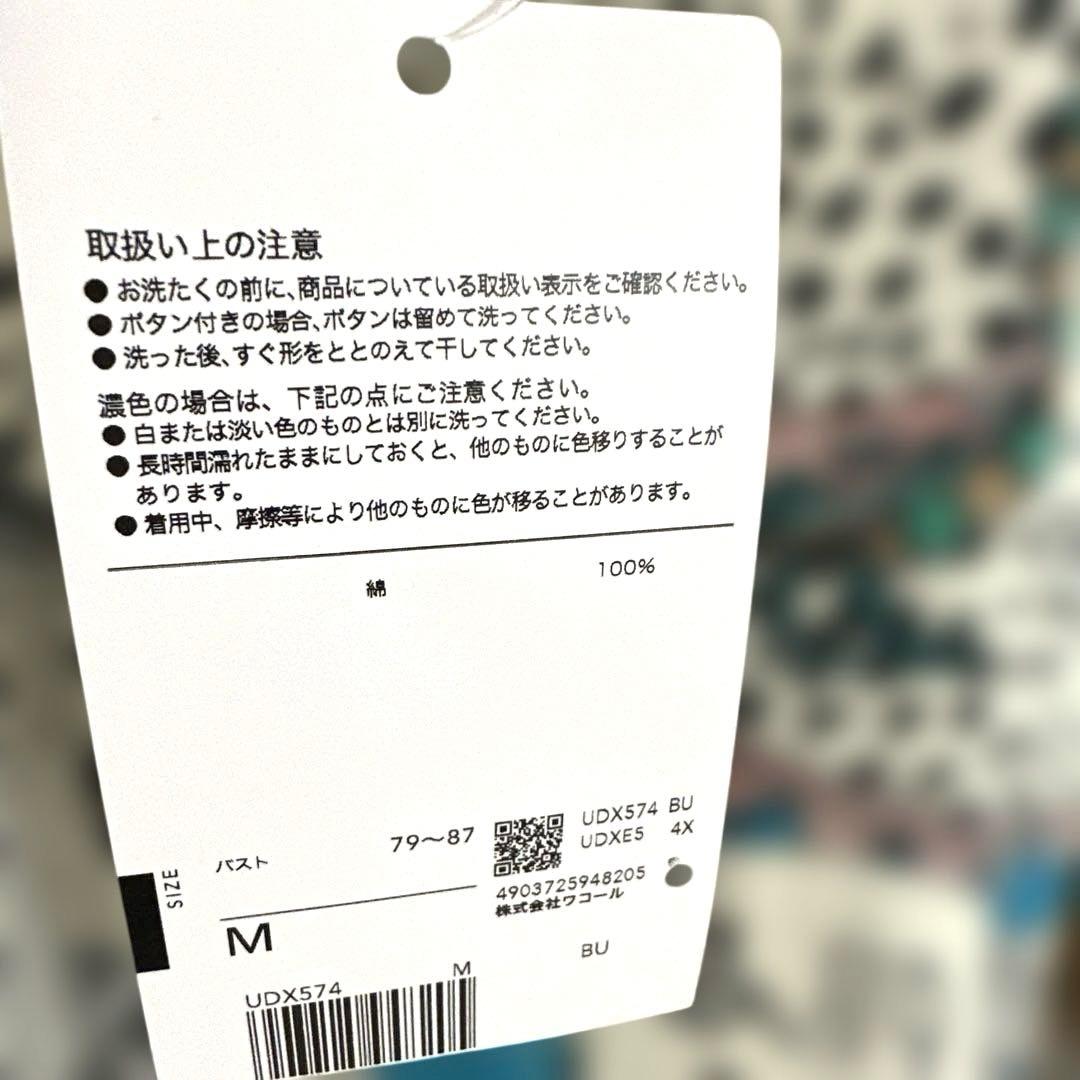 取扱い上の注意
●お洗たくの前に、商品についている取扱い表示をご確認ください。
●ボタン付きの場合、ボタンは留めて洗ってください。
●洗った後、すぐ形をととのえて干してください。
濃色の場合は、下記の点にご注意ください。
●白または淡い色のものとは別に洗ってください。
●長時間濡れたままにしておくと、他のものに色移りすることが
あります。
●着用中、摩擦等により他のものに色が移ることがあります。
綿 100%
UDX574 BU
UDXE5 4X
バスト 79〜87
4903725948205
株式会社ワコール
SIZE
M
BU
UDX574 M